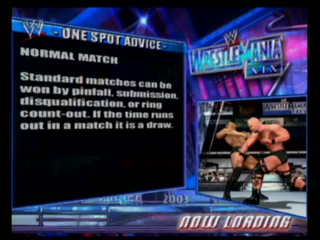 - ONE SPOT ADVICE -
NORMAL MATCH
Standard matches can be
won by pinfall, submission,
disqualification, or ring
count-out. If the time runs
out in a match it is a draw.
WRESTLEMANIA
XIX
2003
NOW LOADING